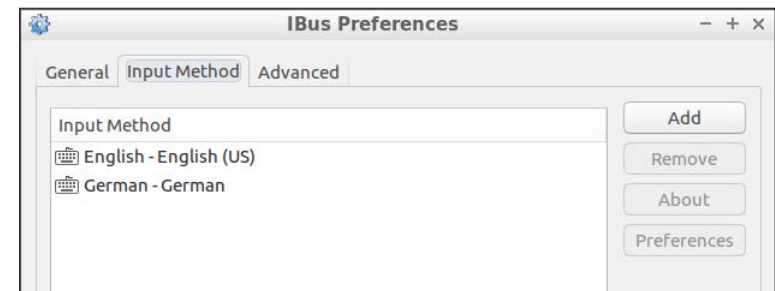 IBus Preferences
General Input Method Advanced
Input Method
English - English (US)
German - German
Add
Remove
About
Preferences